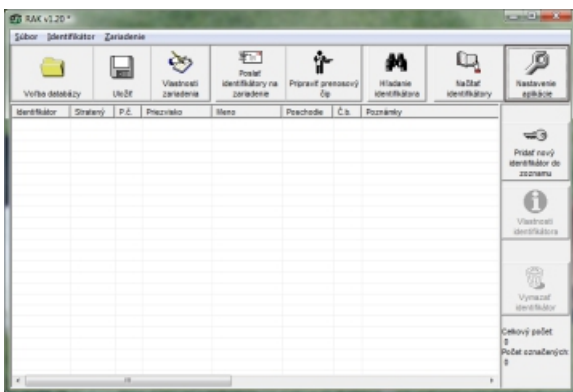 RAK v1.20 *
Súbor Identifikátor Zariadenie
Voľba databázy
Uložiť
Vlastnosti
zariadenia
Poslať
identifikátory na
zariadenie
Pripraviť prenosový
čip
Hľadanie
identifikátora
Načítať
identifikátory
Nastavenie
aplikácie
Identifikátor Stratený P.č. Priezvisko Meno Poschodie Č.b. Poznámky
Pridať nový
identifikátor do
zoznamu
Vlastnosti
identifikátora
Vymazať
identifikátor
Celkový počet:
0
Počet označených:
0